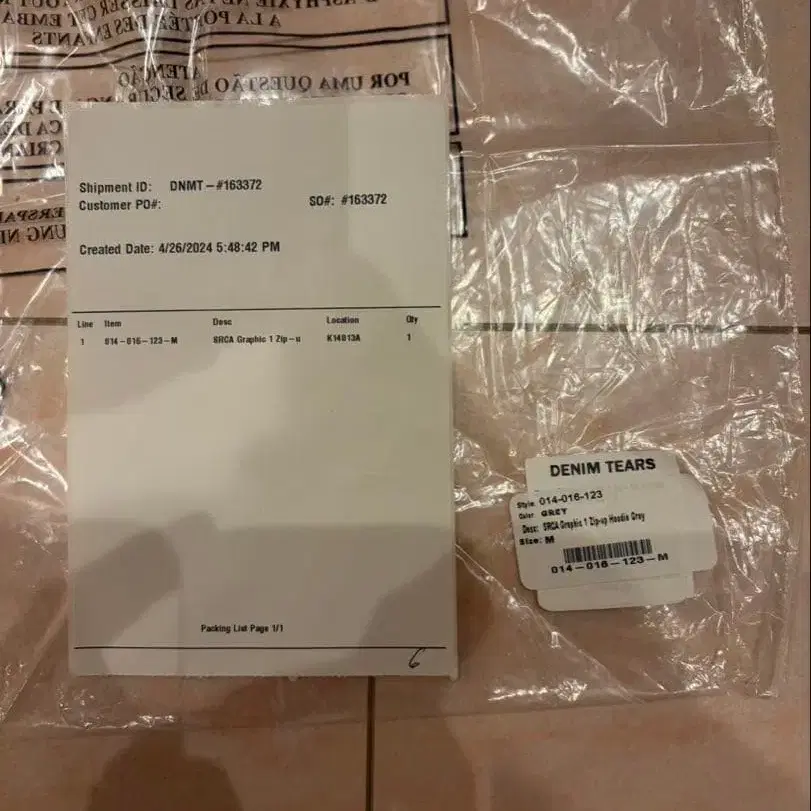 A LA PORTÉE DES ENFANTS
ATENÇÃO
POR UMA QUESTÃO DE
Shipment ID: DNMT-#163372
Customer PO#:
SO#: #163372
Created Date: 4/26/2024 5:48:42 PM
Line Item Desc Location Qty
1 014-016-123-M SRCA Graphic 1 Zip-u K14013A 1
Packing List Page 1/1
6
DENIM TEARS
Style: 014-016-123
Color: GREY
Desc: SRCA Graphic 1 Zip-up Hoodie Grey
Size: M
014-016-123-M